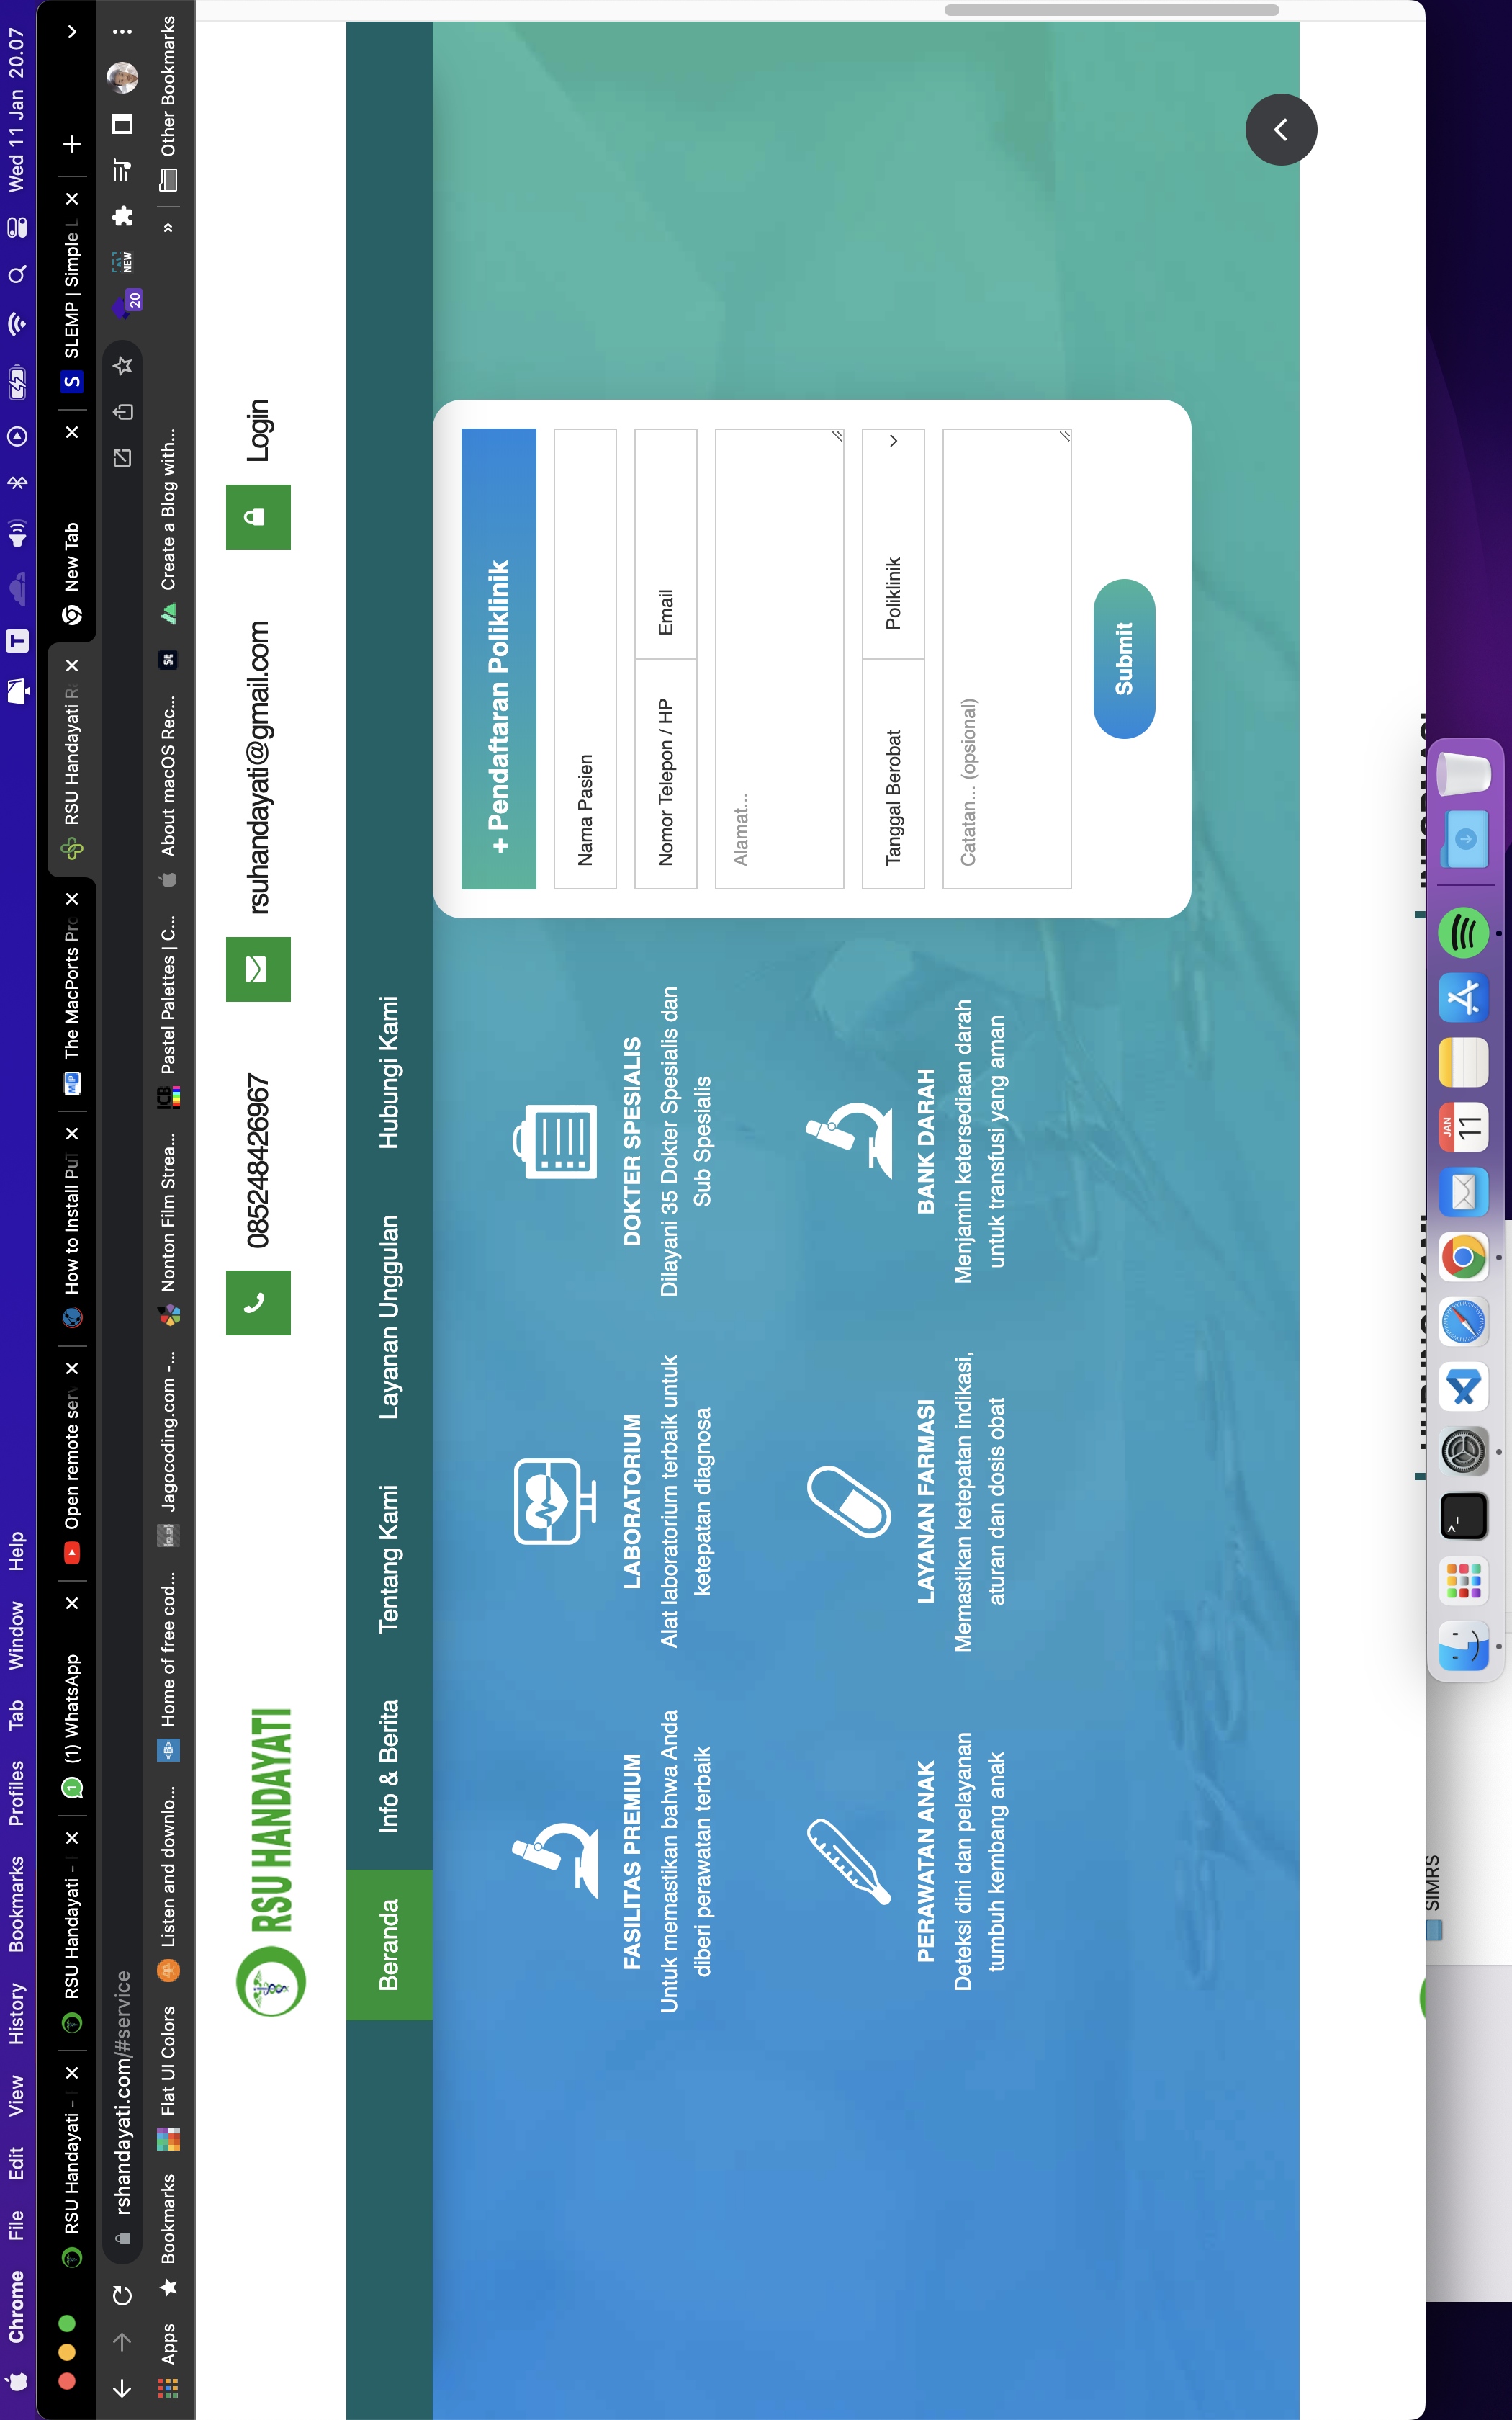 Chrome File Edit View History Bookmarks Profiles Tab Window Help
T
Wed 11 Jan 20.07
RSU Handayati -
RSU Handayati -
(1) WhatsApp
Open remote serv
How to Install PuT
The MacPorts Pro
RSU Handayati Ra
New Tab
SLEMP | Simple L
rshandayati.com/#service
NEW
20
Apps
Bookmarks
Flat UI Colors
Listen and downlo...
Home of free cod...
Jagocoding.com -...
Nonton Film Strea...
Pastel Palettes | C...
About macOS Rec...
Create a Blog with...
»
Other Bookmarks
RSU HANDAYATI
085248426967
rsuhandayati@gmail.com
Login
Beranda
Info & Berita
Tentang Kami
Layanan Unggulan
Hubungi Kami
FASILITAS PREMIUM
Untuk memastikan bahwa Anda
diberi perawatan terbaik
LABORATORIUM
Alat laboratorium terbaik untuk
ketepatan diagnosa
DOKTER SPESIALIS
Dilayani 35 Dokter Spesialis dan
Sub Spesialis
PERAWATAN ANAK
Deteksi dini dan pelayanan
tumbuh kembang anak
LAYANAN FARMASI
Memastikan ketepatan indikasi,
aturan dan dosis obat
BANK DARAH
Menjamin ketersediaan darah
untuk transfusi yang aman
+ Pendaftaran Poliklinik
Nama Pasien
Nomor Telepon / HP
Email
Alamat...
Tanggal Berobat
Poliklinik
Catatan... (opsional)
Submit
SIMRS
JAN
11